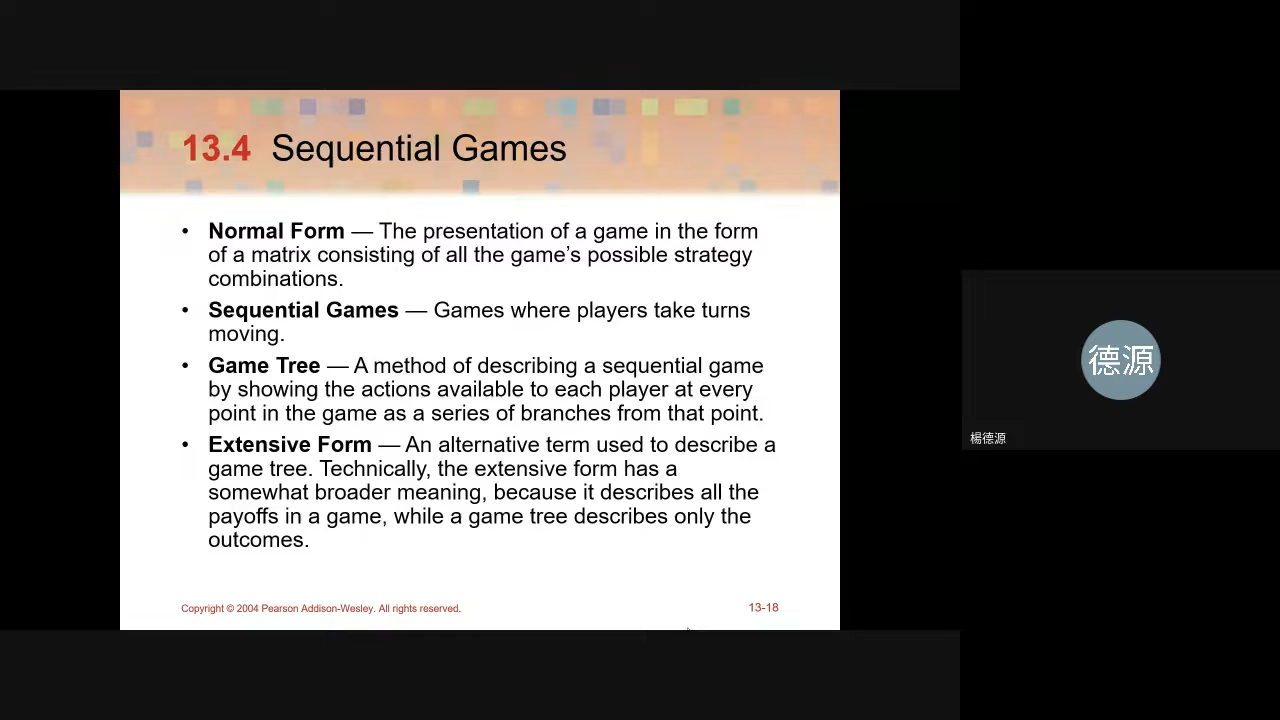 13.4 Sequential Games
• Normal Form — The presentation of a game in the form
of a matrix consisting of all the game’s possible strategy
combinations.
• Sequential Games — Games where players take turns
moving.
• Game Tree — A method of describing a sequential game
by showing the actions available to each player at every
point in the game as a series of branches from that point.
• Extensive Form — An alternative term used to describe a
game tree. Technically, the extensive form has a
somewhat broader meaning, because it describes all the
payoffs in a game, while a game tree describes only the
outcomes.
Copyright © 2004 Pearson Addison-Wesley. All rights reserved.
13-18
德源
楊德源